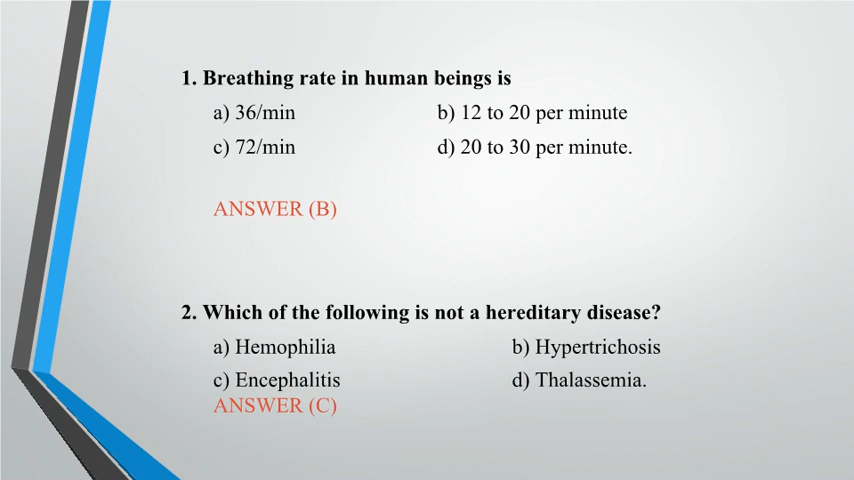 1. Breathing rate in human beings is
a) 36/min b) 12 to 20 per minute
c) 72/min d) 20 to 30 per minute.
ANSWER (B)
2. Which of the following is not a hereditary disease?
a) Hemophilia b) Hypertrichosis
c) Encephalitis d) Thalassemia.
ANSWER (C)